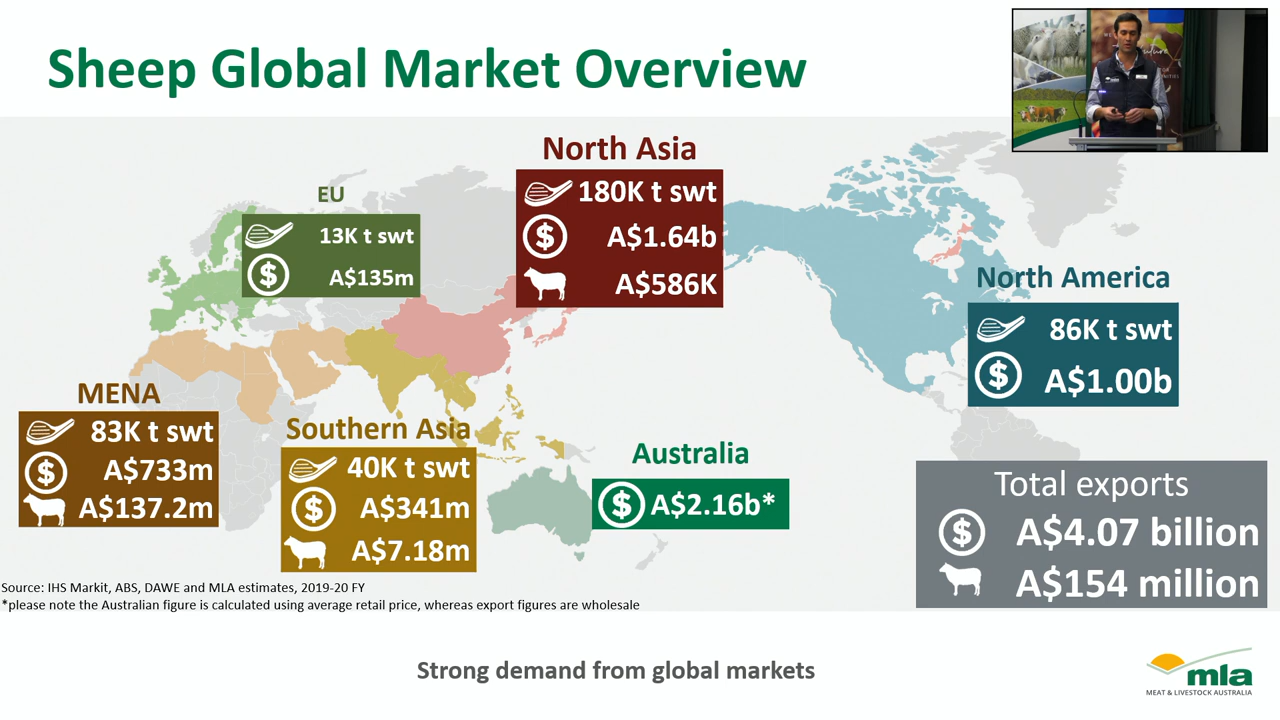 Sheep Global Market Overview
North Asia
180K t swt
A$1.64b
A$586K
EU
13K t swt
A$135m
North America
86K t swt
A$1.00b
MENA
83K t swt
A$733m
A$137.2m
Southern Asia
40K t swt
A$341m
A$7.18m
Australia
A$2.16b*
Total exports
A$4.07 billion
A$154 million
Source: IHS Markit, ABS, DAWE and MLA estimates, 2019-20 FY
*please note the Australian figure is calculated using average retail price, whereas export figures are wholesale
Strong demand from global markets
mla
MEAT & LIVESTOCK AUSTRALIA